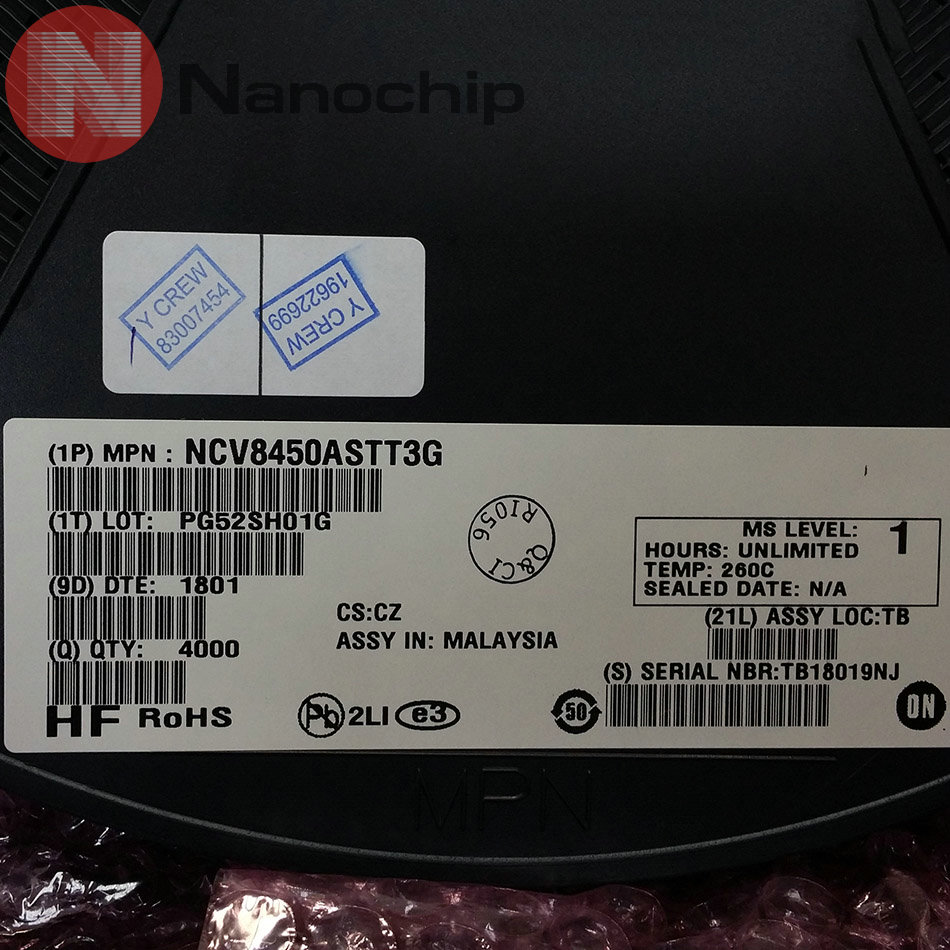 N Nanochip
Y CREW
83007454
Y CREW
19622699
(1P) MPN : NCV8450ASTT3G
(1T) LOT: PG52SH01G
(9D) DTE: 1801
(Q) QTY: 4000
HF RoHS
R1056
Q&CI
CS:CZ
ASSY IN: MALAYSIA
Pb 2LI e3
MS LEVEL: 1
HOURS: UNLIMITED
TEMP: 260C
SEALED DATE: N/A
(21L) ASSY LOC:TB
(S) SERIAL NBR:TB18019NJ
50
ON
MPN